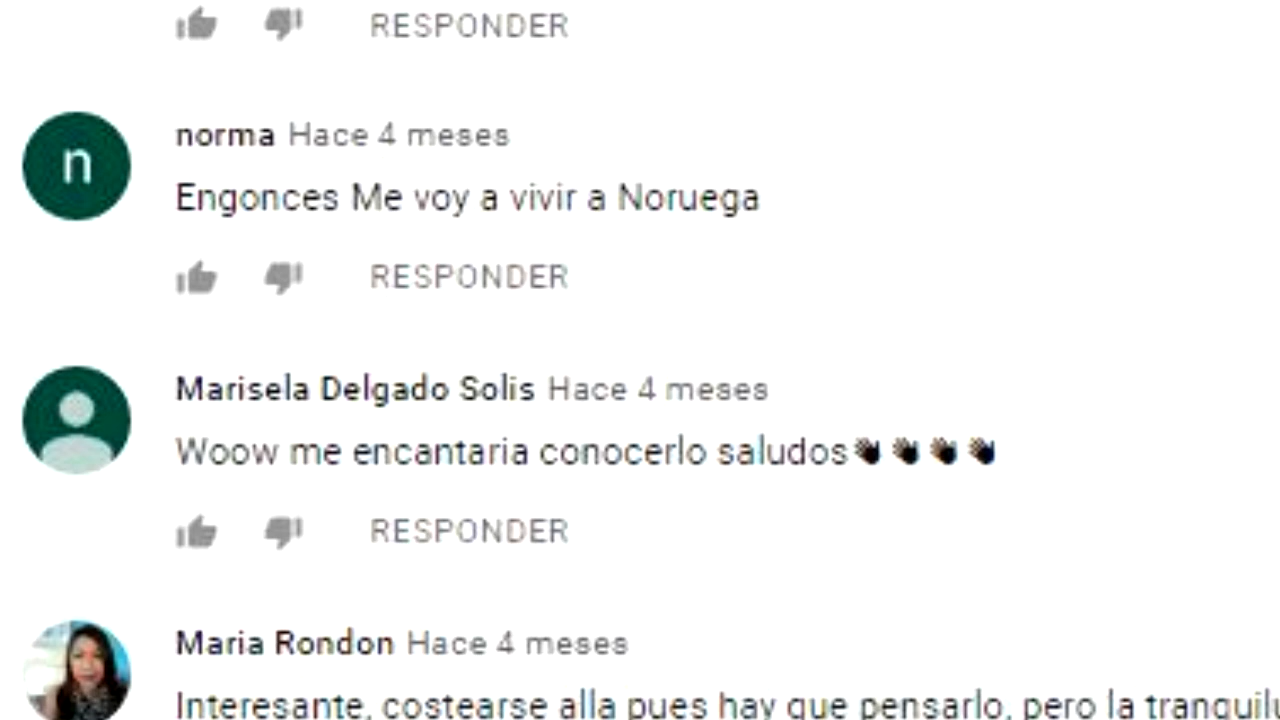 RESPONDER
n
norma Hace 4 meses
Engonces Me voy a vivir a Noruega
RESPONDER
Marisela Delgado Solis Hace 4 meses
Woow me encantaria conocerlo saludos👋👋👋👋
RESPONDER
Maria Rondon Hace 4 meses
Interesante, costearse alla pues hay que pensarlo, pero la